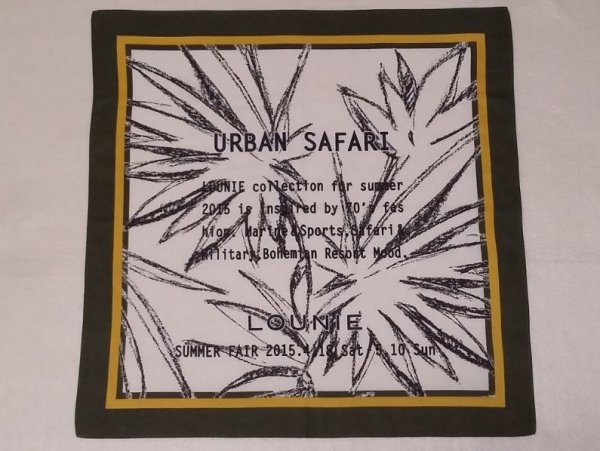 URBAN SAFARI
LOUNIE collection for summer
2015 is inspired by 70's fas
hion. Marine&Sports,Safari&
Military,Bohemian Resort Mood.
LOUNIE
SUMMER FAIR 2015.4.18.Sat-5.10.Sun